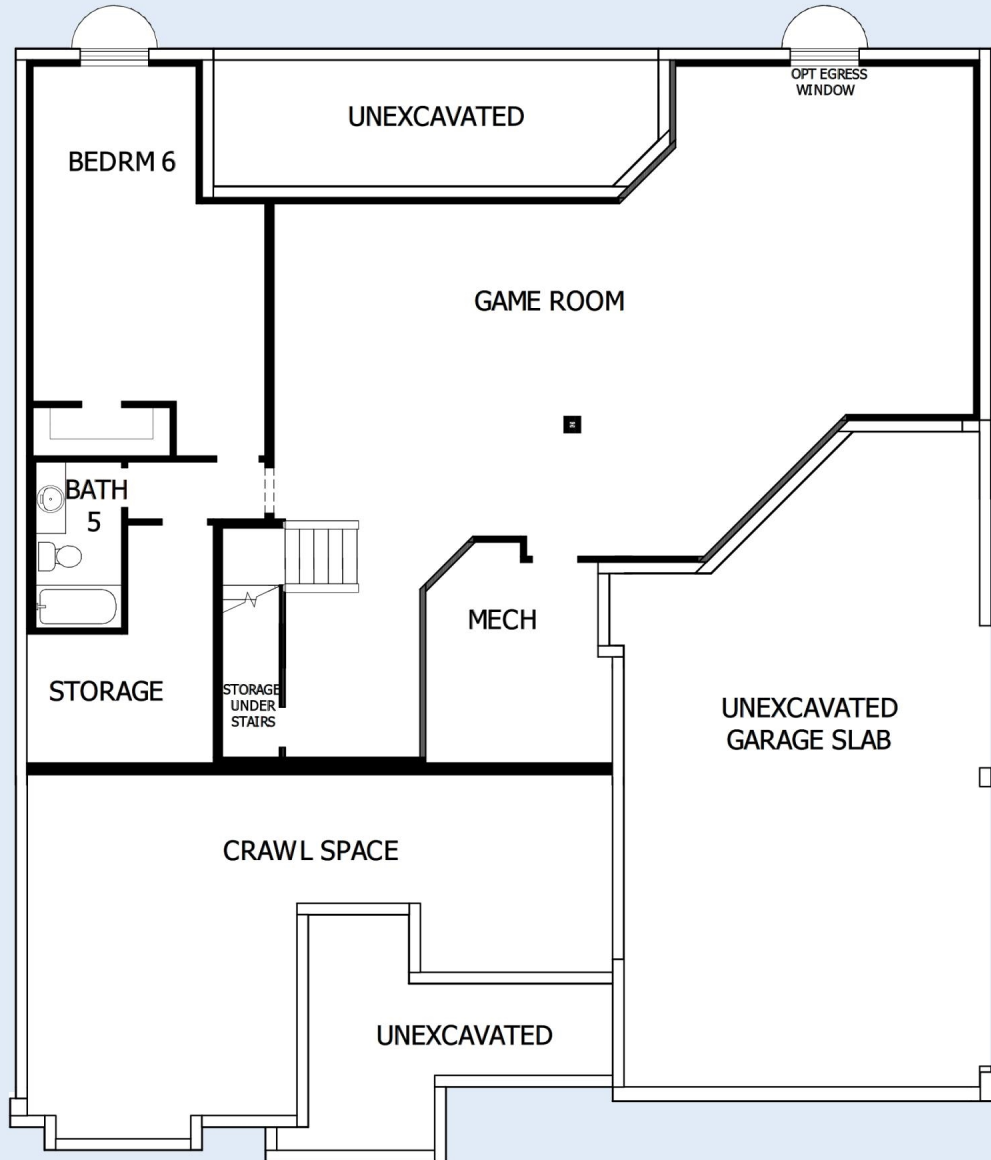 OPT EGRESS
WINDOW
UNEXCAVATED
BEDRM 6
GAME ROOM
BATH
5
MECH
STORAGE
STORAGE
UNDER
STAIRS
UNEXCAVATED
GARAGE SLAB
CRAWL SPACE
UNEXCAVATED